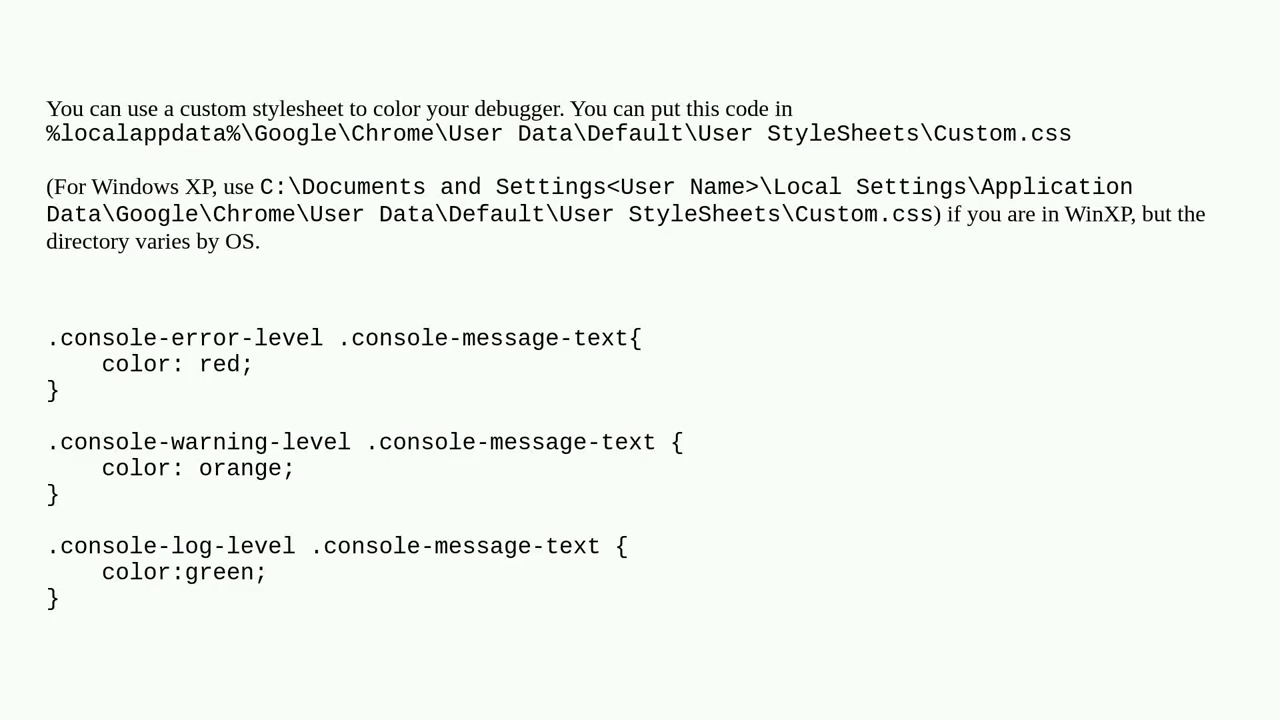 You can use a custom stylesheet to color your debugger. You can put this code in
%localappdata%\Google\Chrome\User Data\Default\User StyleSheets\Custom.css
(For Windows XP, use C:\Documents and Settings<User Name>\Local Settings\Application
Data\Google\Chrome\User Data\Default\User StyleSheets\Custom.css) if you are in WinXP, but the
directory varies by OS.
.console-error-level .console-message-text{
    color: red;
}
.console-warning-level .console-message-text {
    color: orange;
}
.console-log-level .console-message-text {
    color:green;
}